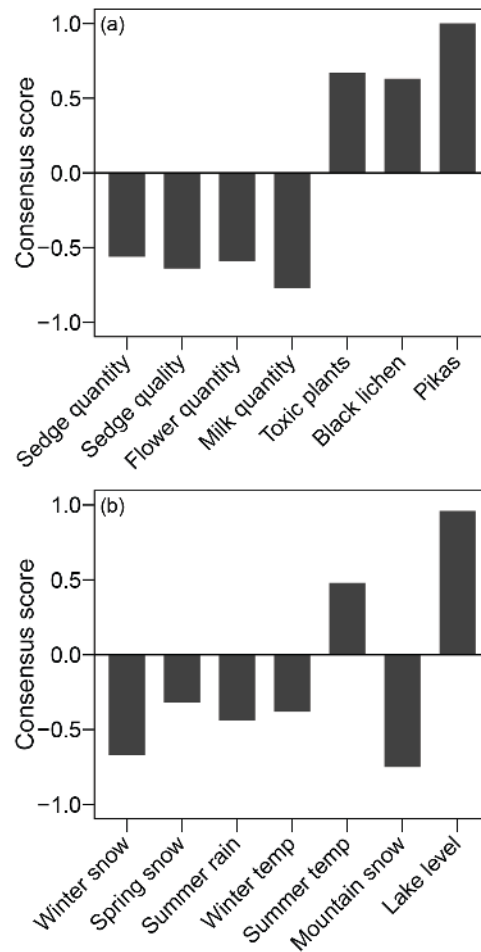 (a)
Consensus score
1.0
0.5
0.0
−0.5
−1.0
Sedge quantity
Sedge quality
Flower quantity
Milk quantity
Toxic plants
Black lichen
Pikas
(b)
Consensus score
1.0
0.5
0.0
−0.5
−1.0
Winter snow
Spring snow
Summer rain
Winter temp
Summer temp
Mountain snow
Lake level